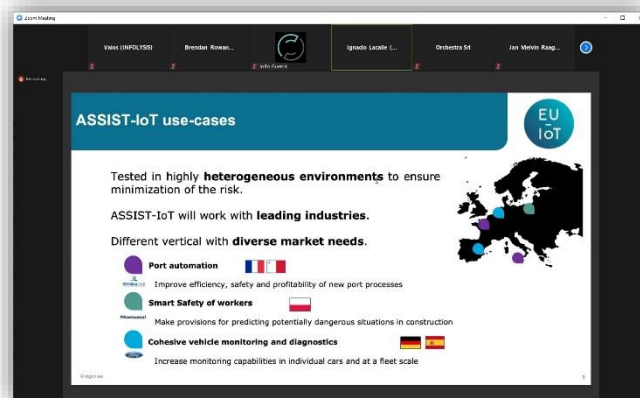 Zoom Meeting
Vaios (INFOLYSiS)
Brendan Rowan...
Ignacio Lacalle (...
Orchestra Srl
Jan Melvin Raag...
ASSIST-IoT use-cases
EU
-
IoT
Tested in highly heterogeneous environments to ensure
minimization of the risk.
ASSIST-IoT will work with leading industries.
Different vertical with diverse market needs.
Port automation
Improve efficiency, safety and profitability of new port processes
Smart Safety of workers
Make provisions for predicting potentially dangerous situations in construction
Cohesive vehicle monitoring and diagnostics
Increase monitoring capabilities in individual cars and at a fleet scale